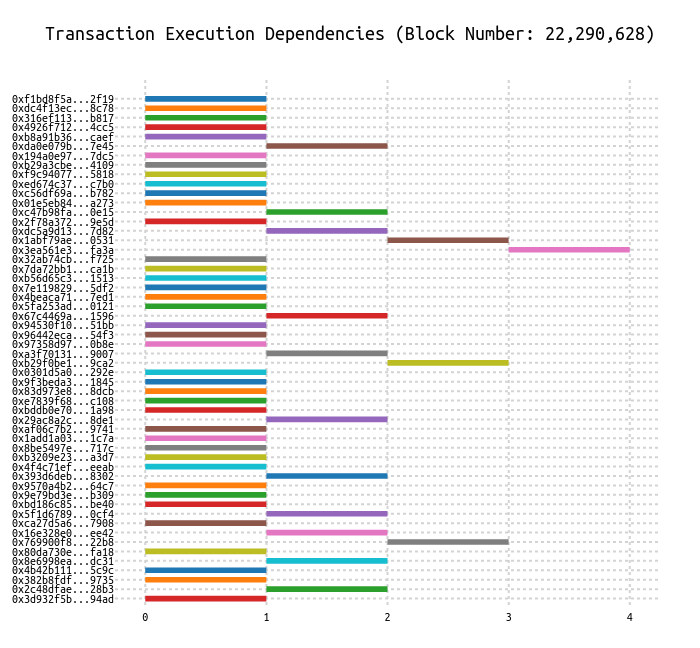 Transaction Execution Dependencies (Block Number: 22,290,628)
0xf1bd8f5a...2f19
0xdc4f13ec...8c78
0x316ef113...b817
0x4926f712...4cc5
0xb8a91b36...caef
0xda0e079b...7e45
0x194a0e97...7dc5
0xb29a3cbe...4109
0xf9c94077...5818
0xed674c37...c7b0
0xc56df69a...b782
0x01e5eb84...a273
0xc47b98fa...0e15
0x2f78a372...9e5d
0xdc5a9d13...7d82
0x1abf79ae...0531
0x3ea561e3...fa3a
0x32ab74cb...f725
0x7da72bb1...ca1b
0xb56d65c3...1513
0x7e119829...5df2
0x4beaca71...7ed1
0x5fa253ad...0121
0x67c4469a...1596
0x94530f10...51bb
0x96442eca...54f3
0x97358d97...0b8e
0xa3f70131...9007
0xb29f0be1...9ca2
0x0301d5a0...292e
0x9f3beda3...1845
0x83d973e8...8dcb
0xe7839f68...c108
0xbddb0e70...1a98
0x29ac8a2c...8de1
0xaf06c7b2...9741
0x1add1a03...1c7a
0x8be5497e...717c
0xb3209e23...a3d7
0x4f4c71ef...eeab
0x393d6deb...8302
0x9570a4b2...64c7
0x9e79bd3e...b309
0xbd186c85...be40
0x5f1d6789...0cf4
0xca27d5a6...7908
0x16e328e0...ee42
0x769900f8...22b8
0x80da730e...fa18
0x8e6998ea...dc31
0x4b42b111...5c9c
0x382b8fdf...9735
0x2c48dfae...28b3
0x3d932f5b...94ad
0 1 2 3 4